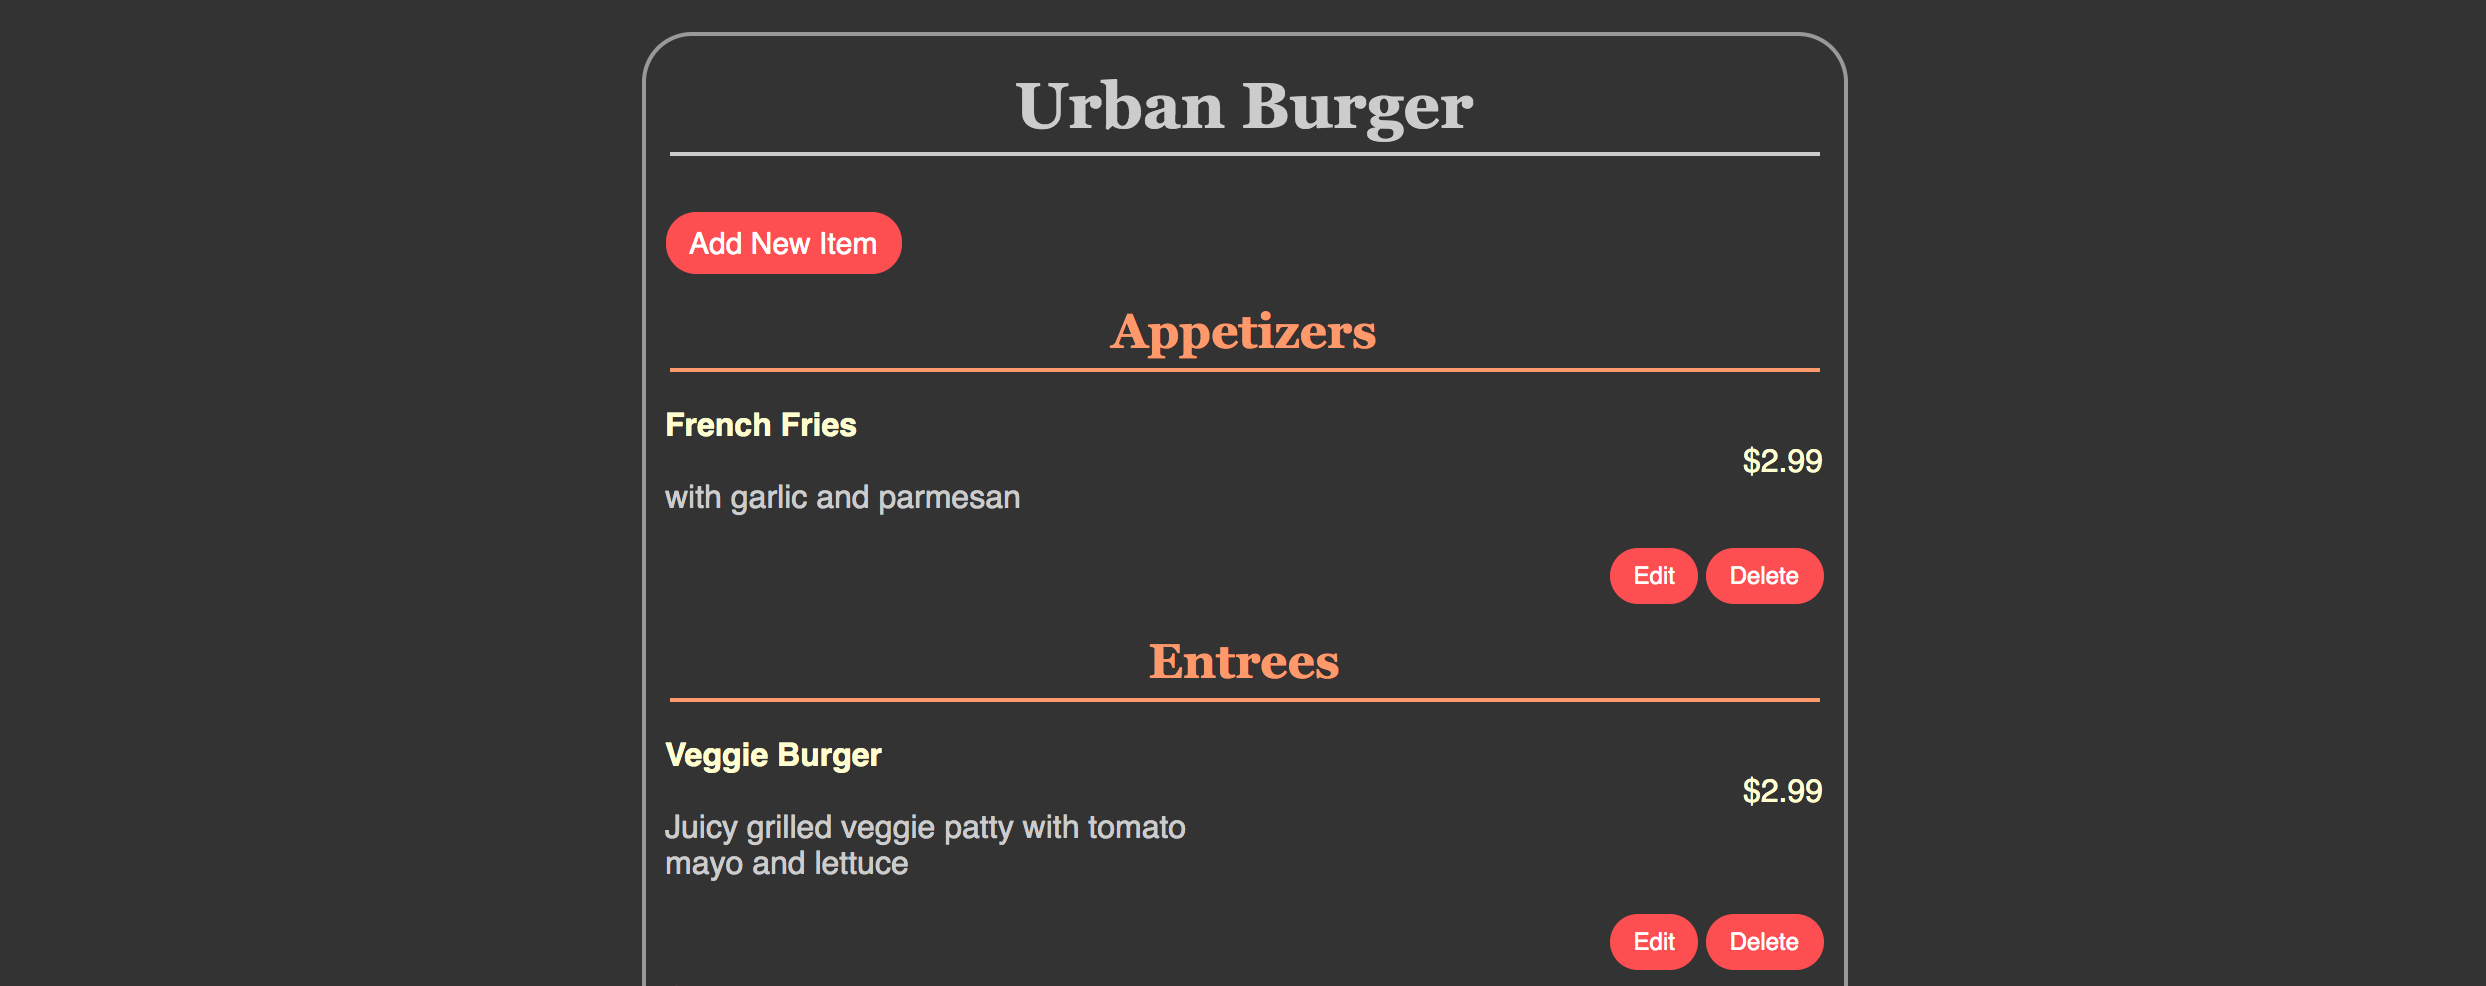 Urban Burger
Add New Item
Appetizers
French Fries
$2.99
with garlic and parmesan
Edit Delete
Entrees
Veggie Burger
$2.99
Juicy grilled veggie patty with tomato
mayo and lettuce
Edit Delete